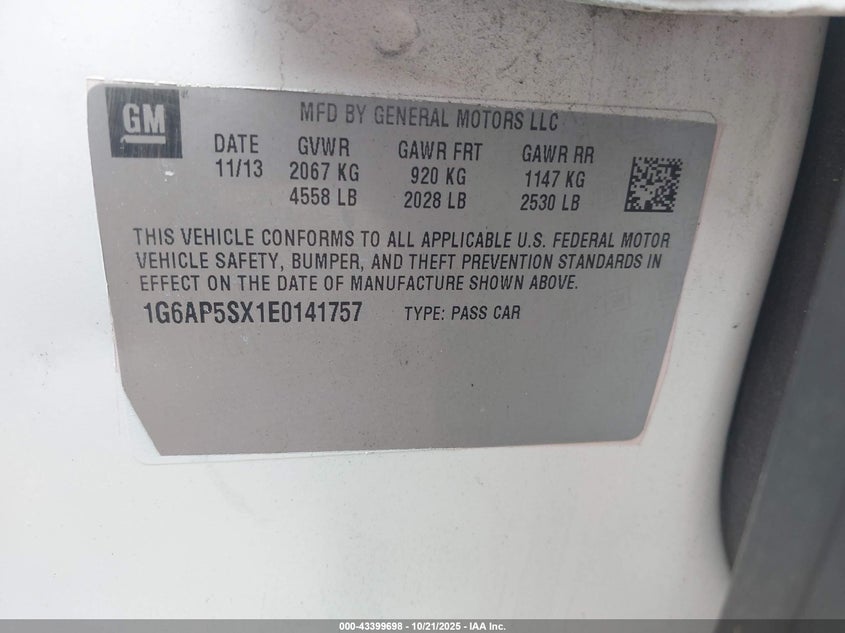 GM
MFD BY GENERAL MOTORS LLC
DATE GVWR GAWR FRT GAWR RR
11/13 2067 KG 920 KG 1147 KG
4558 LB 2028 LB 2530 LB
THIS VEHICLE CONFORMS TO ALL APPLICABLE U.S. FEDERAL MOTOR
VEHICLE SAFETY, BUMPER, AND THEFT PREVENTION STANDARDS IN
EFFECT ON THE DATE OF MANUFACTURE SHOWN ABOVE.
1G6AP5SX1E0141757 TYPE: PASS CAR
000-43399698 - 10/21/2025 - IAA Inc.